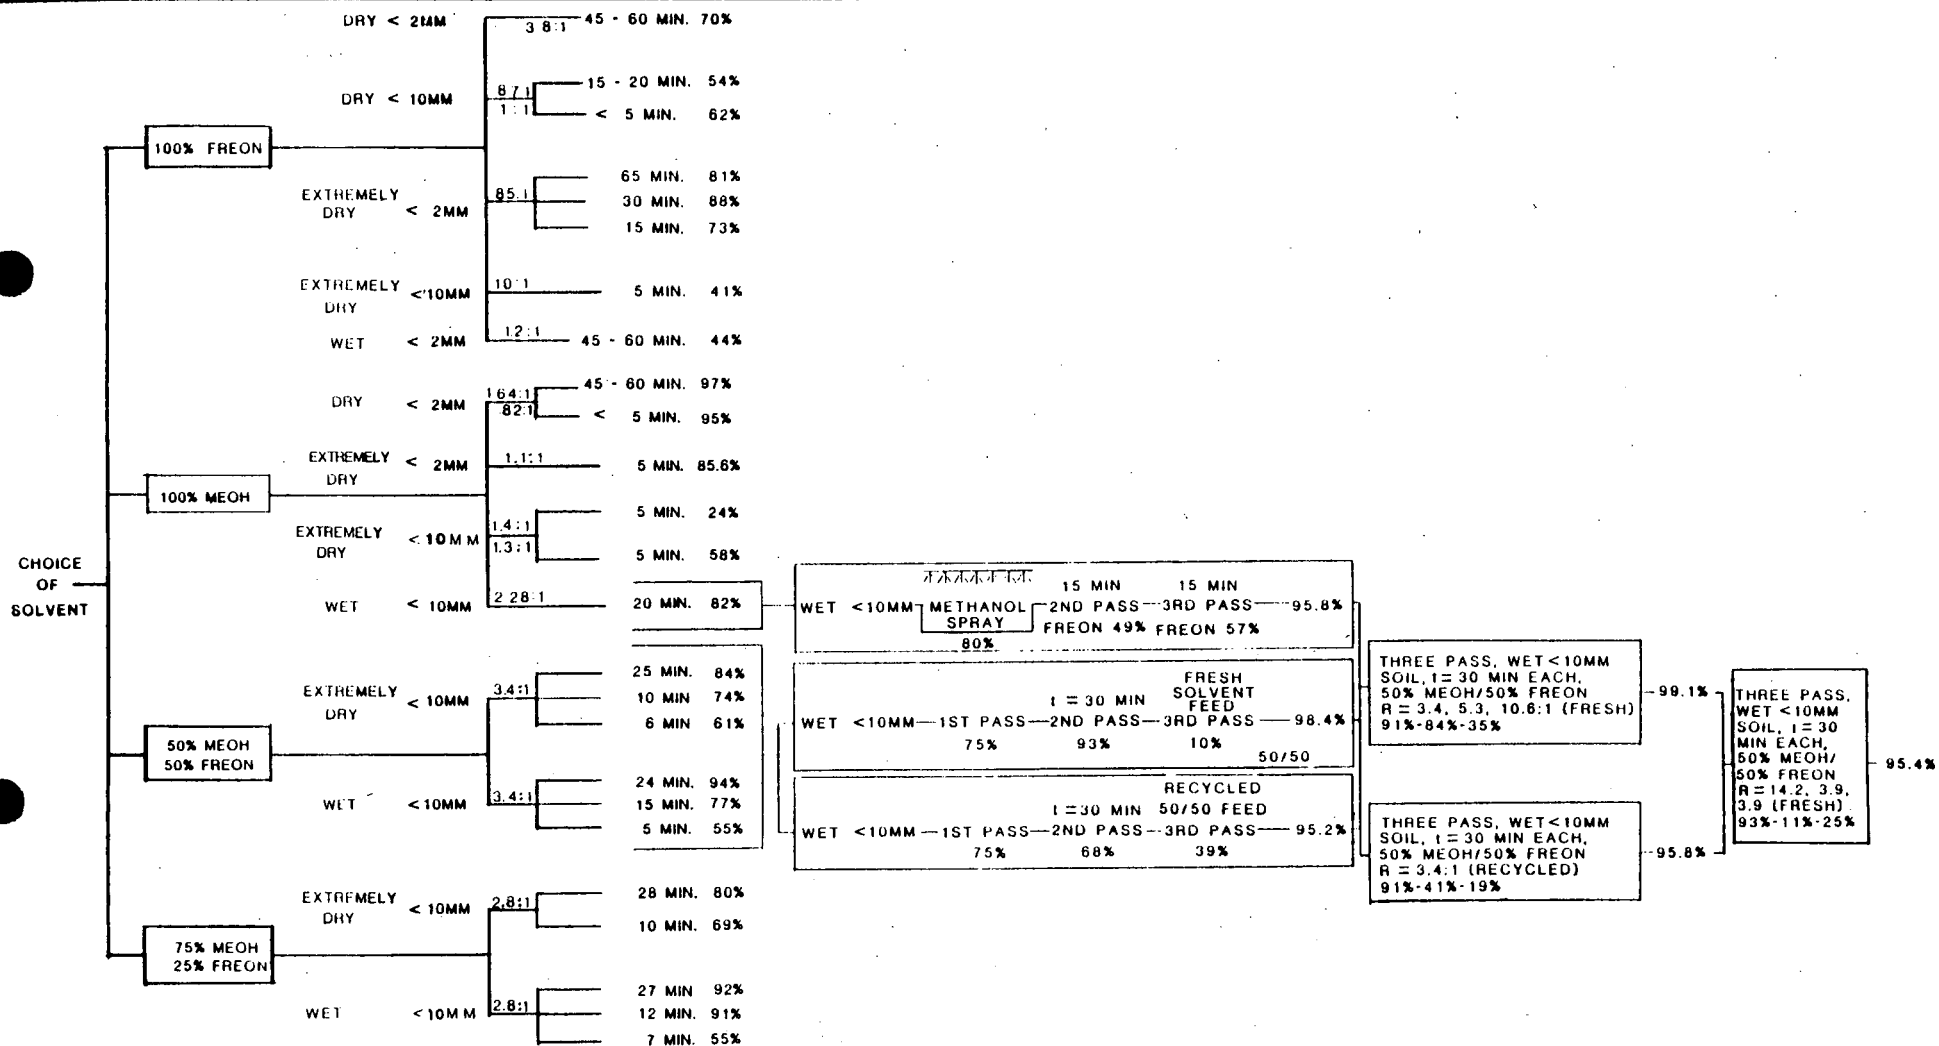 DRY < 2MM 3 8:1 45 - 60 MIN. 70%
DRY < 10MM 87:1 15 - 20 MIN. 54%
1:1 < 5 MIN. 62%
100% FREON
EXTREMELY DRY < 2MM 85:1
65 MIN. 81%
30 MIN. 88%
15 MIN. 73%
EXTREMELY DRY < 10MM 10:1 5 MIN. 41%
WET < 2MM 1.2:1 45 - 60 MIN. 44%
DRY < 2MM 1 64:1 45 - 60 MIN. 97%
82:1 < 5 MIN. 95%
EXTREMELY DRY < 2MM 1.1:1 5 MIN. 85.6%
100% MEOH
EXTREMELY DRY < 10MM
1.4:1 5 MIN. 24%
1.3:1 5 MIN. 58%
WET < 10MM 2 28:1 20 MIN. 82%
CHOICE
OF
SOLVENT
EXTREMELY DRY < 10MM 3.4:1
25 MIN. 84%
10 MIN 74%
6 MIN 61%
50% MEOH
50% FREON
WET <10MM 3.4:1
24 MIN. 94%
15 MIN. 77%
5 MIN. 55%
EXTREMELY DRY < 10MM 2.8:1
28 MIN. 80%
10 MIN. 69%
75% MEOH
25% FREON
WET <10MM 2.8:1
27 MIN 92%
12 MIN. 91%
7 MIN. 55%
15 MIN 15 MIN
WET <10MM METHANOL 2ND PASS 3RD PASS 95.8%
SPRAY FREON 49% FREON 57%
80%
FRESH
SOLVENT
t = 30 MIN FEED
WET <10MM 1ST PASS 2ND PASS 3RD PASS 98.4%
75% 93% 10%
50/50
RECYCLED
t = 30 MIN 50/50 FEED
WET <10MM 1ST PASS 2ND PASS 3RD PASS 95.2%
75% 68% 39%
THREE PASS, WET<10MM
SOIL, t = 30 MIN EACH,
50% MEOH/50% FREON
R = 3.4, 5.3, 10.6:1 (FRESH)
91%-84%-35%
99.1%
THREE PASS, WET<10MM
SOIL, t = 30 MIN EACH,
50% MEOH/50% FREON
R = 3.4:1 (RECYCLED)
91%-41%-19%
95.8%
THREE PASS,
WET <10MM
SOIL, t = 30
MIN EACH,
50% MEOH/
50% FREON
R = 14.2, 3.9,
3.9 (FRESH)
93%-11%-25%
95.4%